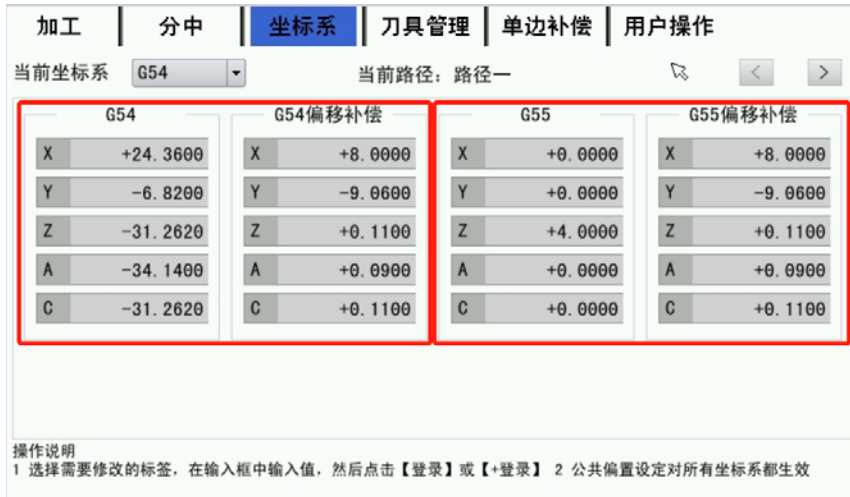 加工 分中 坐标系 刀具管理 单边补偿 用户操作
当前坐标系 G54 当前路径：路径一 < >
G54 G54偏移补偿 G55 G55偏移补偿
X +24.3600 X +8.0000 X +0.0000 X +8.0000
Y -6.8200 Y -9.0600 Y +0.0000 Y -9.0600
Z -31.2620 Z +0.1100 Z +4.0000 Z +0.1100
A -34.1400 A +0.0900 A +0.0000 A +0.0900
C -31.2620 C +0.1100 C +0.0000 C +0.1100
操作说明
1 选择需要修改的标签，在输入框中输入值，然后点击【登录】或【+登录】 2 公共偏置设定对所有坐标系都生效